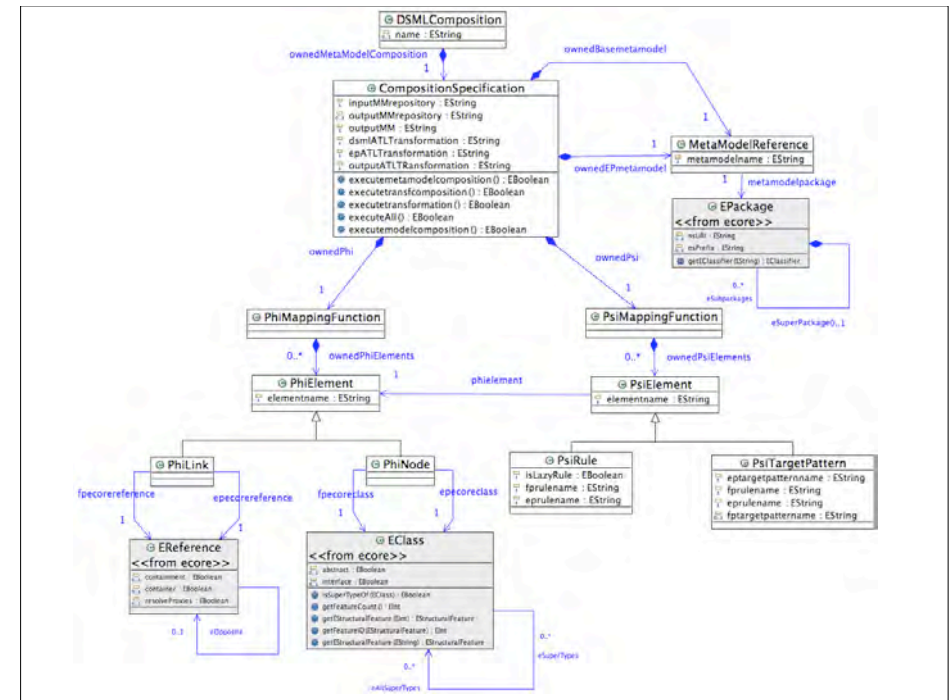 DSMLComposition
name : EString
ownedMetaModelComposition
1
ownedBasemetamodel
1
CompositionSpecification
inputMMrepository : EString
outputMMrepository : EString
outputMM : EString
dsmlATLTransformation : EString
epATLTransformation : EString
outputATLTRansformation : EString
executemetamodelcomposition() : EBoolean
executetransfcomposition() : EBoolean
executetransformation() : EBoolean
executeAll() : EBoolean
executemodelcomposition() : EBoolean
1
ownedEPmetamodel
MetaModelReference
metamodelname : EString
1
metamodelpackage
EPackage
<<from ecore>>
nsURI : EString
nsPrefix : EString
getEClassifier(EString) : EClassifier
0..*
eSubpackages
eSuperPackage0..1
ownedPhi
1
ownedPsi
1
PhiMappingFunction
PsiMappingFunction
0..*
ownedPhiElements
0..*
ownedPsiElements
PhiElement
elementname : EString
1
phielement
PsiElement
elementname : EString
PhiLink
PhiNode
PsiRule
isLazyRule : EBoolean
fprulename : EString
eprulename : EString
PsiTargetPattern
eptargetpatternname : EString
fprulename : EString
eprulename : EString
fptargetpattername : EString
fpecorereference
1
epecorereference
1
fpecoreclass
1
epecoreclass
1
EReference
<<from ecore>>
containment : EBoolean
container : EBoolean
resolveProxies : EBoolean
0..1
eOpposite
EClass
<<from ecore>>
abstract : EBoolean
interface : EBoolean
isSuperTypeOf(EClass) : EBoolean
getFeatureCount() : EInt
getEStructuralFeature(EInt) : EStructuralFeature
getFeatureID(EStructuralFeature) : EInt
getEStructuralFeature(EString) : EStructuralFeature
0..*
eSuperTypes
0..*
eAllSuperTypes